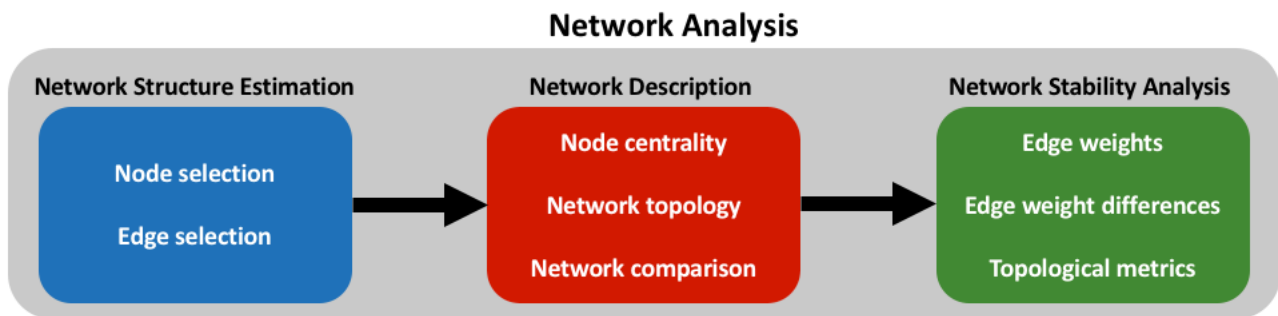 Network Analysis
Network Structure Estimation
Node selection
Edge selection
Network Description
Node centrality
Network topology
Network comparison
Network Stability Analysis
Edge weights
Edge weight differences
Topological metrics